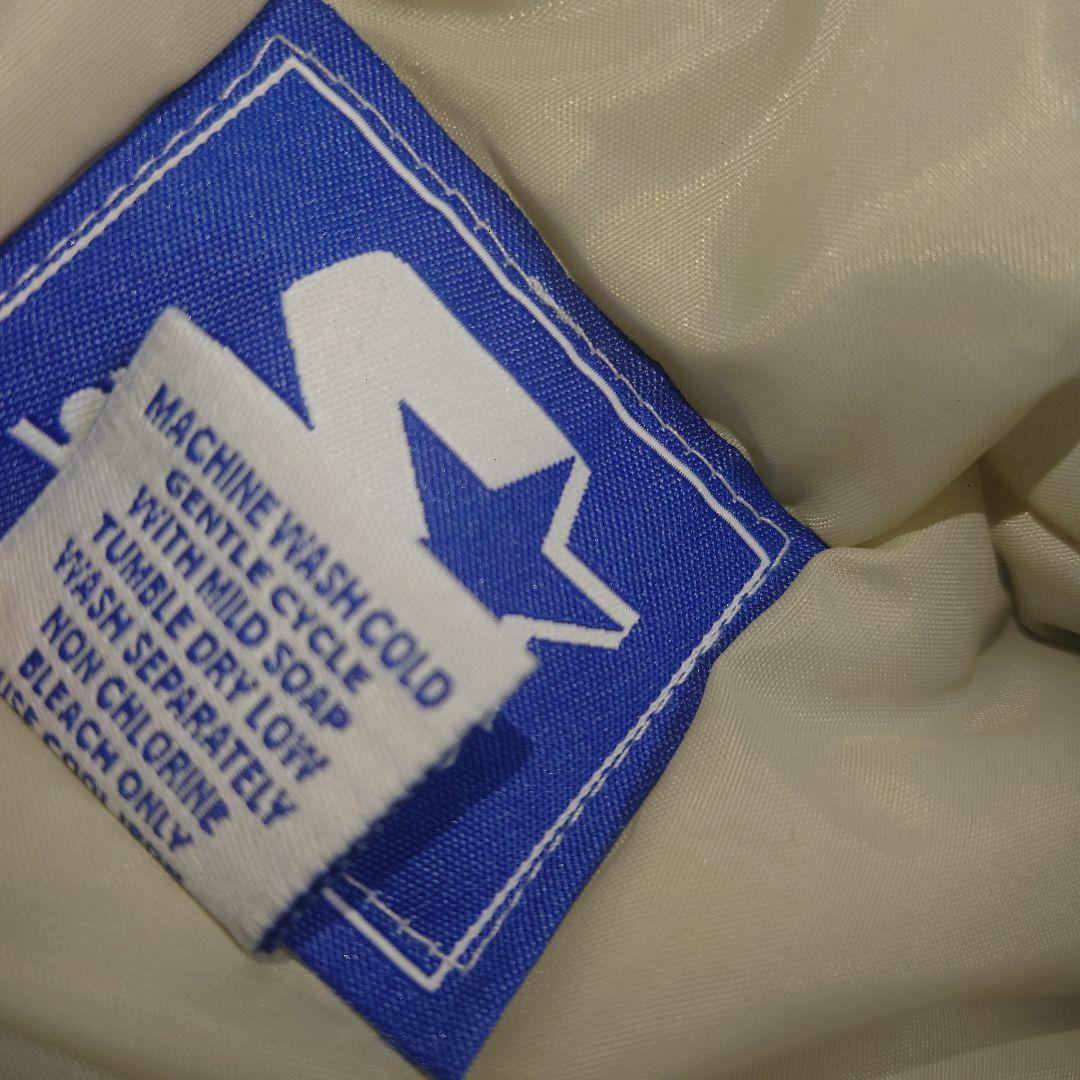 MACHINE WASH COLD
GENTLE CYCLE
WITH MILD SOAP
TUMBLE DRY LOW
WASH SEPARATELY
NON CHLORINE
BLEACH ONLY